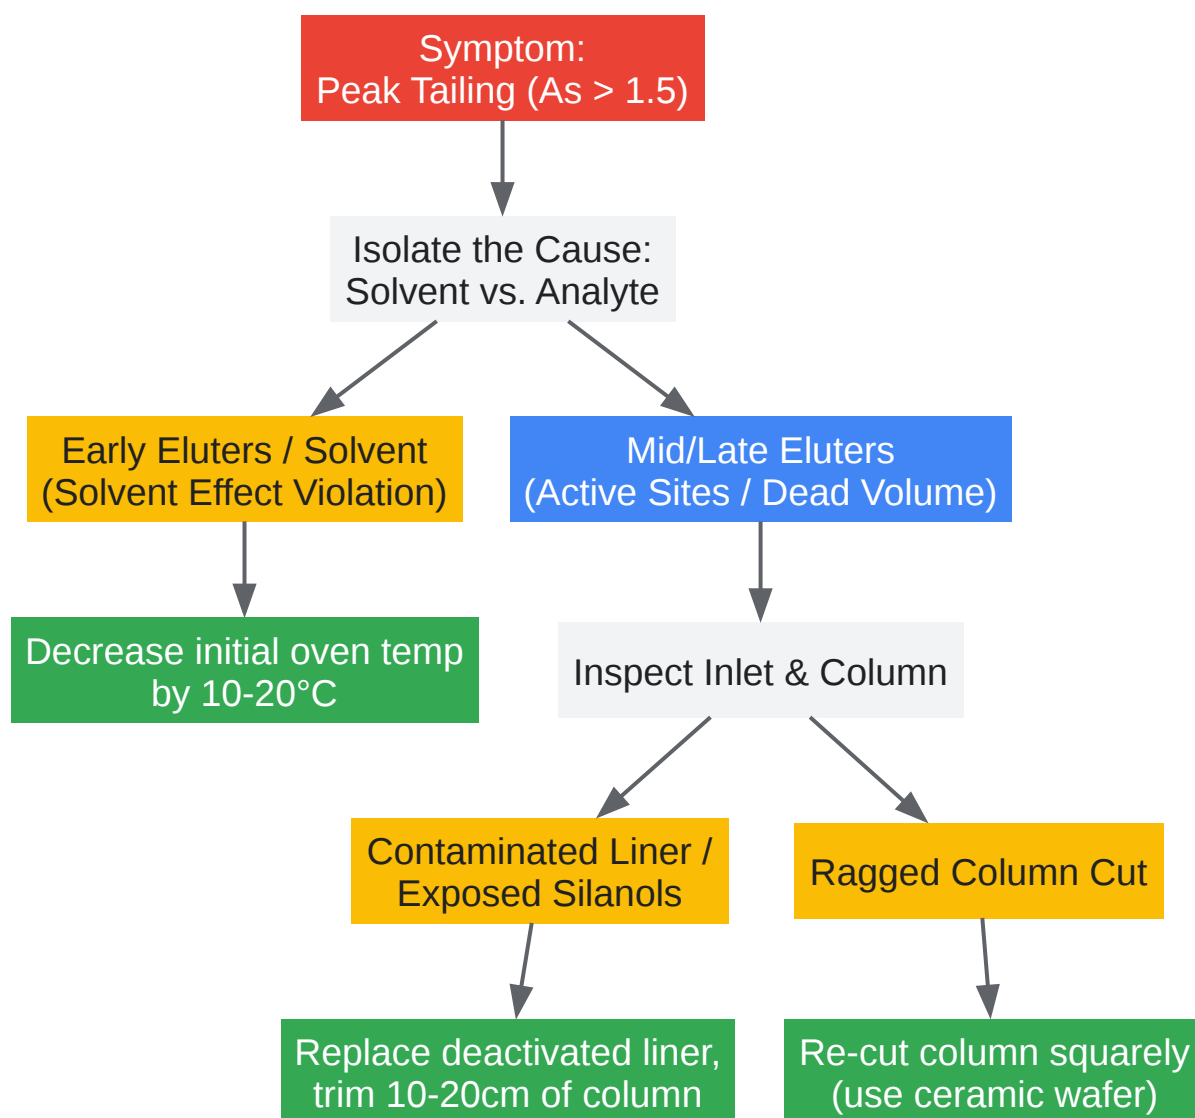 Symptom:
Peak Tailing (As > 1.5)
Isolate the Cause:
Solvent vs. Analyte
Early Eluters / Solvent
(Solvent Effect Violation)
Mid/Late Eluters
(Active Sites / Dead Volume)
Decrease initial oven temp
by 10-20°C
Inspect Inlet & Column
Contaminated Liner /
Exposed Silanols
Ragged Column Cut
Replace deactivated liner,
trim 10-20cm of column
Re-cut column squarely
(use ceramic wafer)